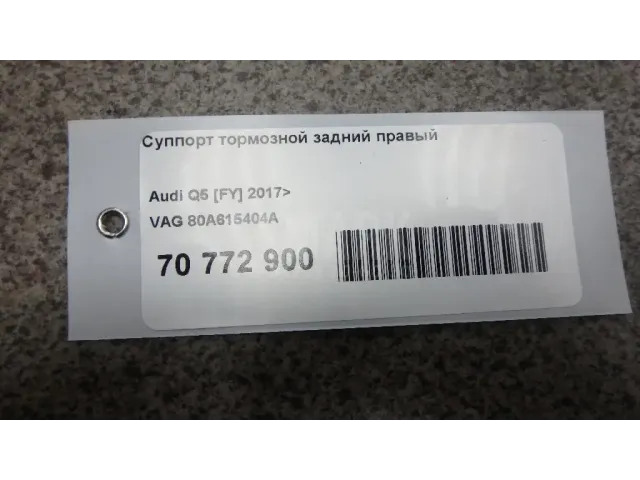 Суппорт тормозной задний правый
Audi Q5 [FY] 2017>
VAG 80A615404A
70 772 900